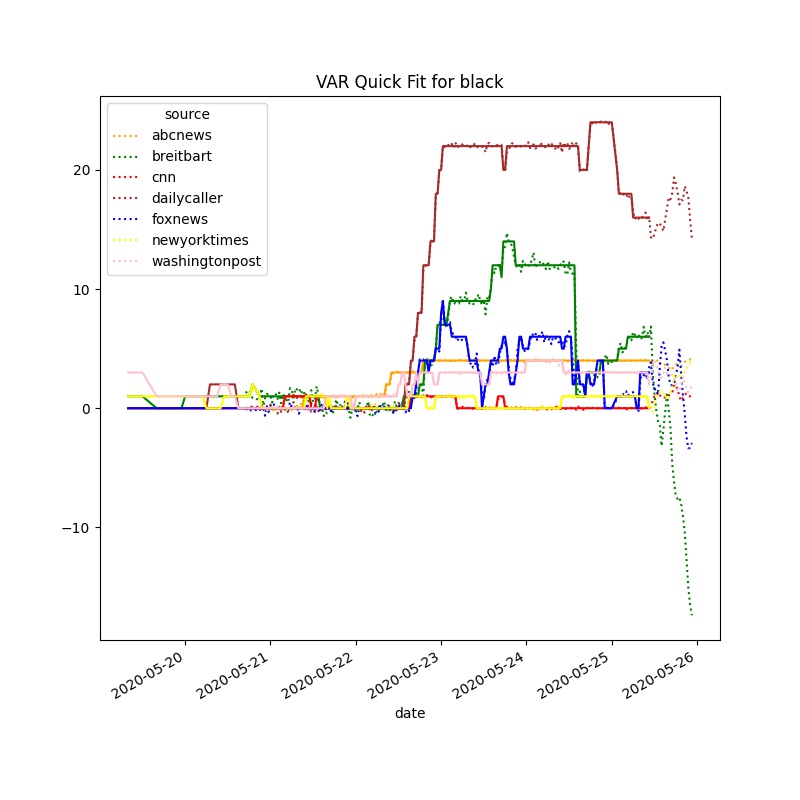 VAR Quick Fit for black
source
abcnews
breitbart
cnn
dailycaller
foxnews
newyorktimes
washingtonpost
20
10
0
−10
2020-05-20
2020-05-21
2020-05-22
2020-05-23
2020-05-24
2020-05-25
2020-05-26
date